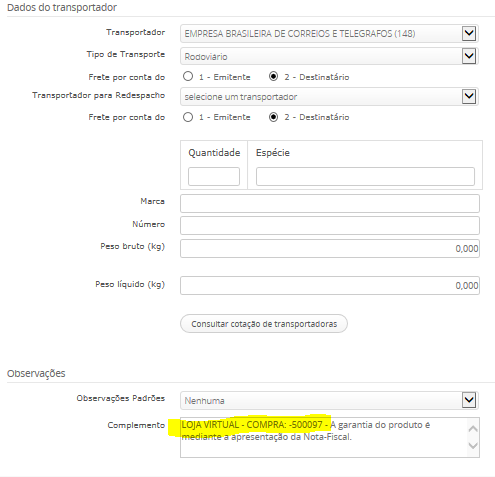 Dados do transportador
Transportador EMPRESA BRASILEIRA DE CORREIOS E TELEGRAFOS (148)
Tipo de Transporte Rodoviário
Frete por conta do 1 - Emitente 2 - Destinatário
Transportador para Redespacho selecione um transportador
Frete por conta do 1 - Emitente 2 - Destinatário
Quantidade Espécie
Marca
Número
Peso bruto (kg) 0,000
Peso líquido (kg) 0,000
Consultar cotação de transportadoras
Observações
Observações Padrões Nenhuma
Complemento LOJA VIRTUAL - COMPRA: -500097 - A garantia do produto é
mediante a apresentação da Nota-Fiscal.